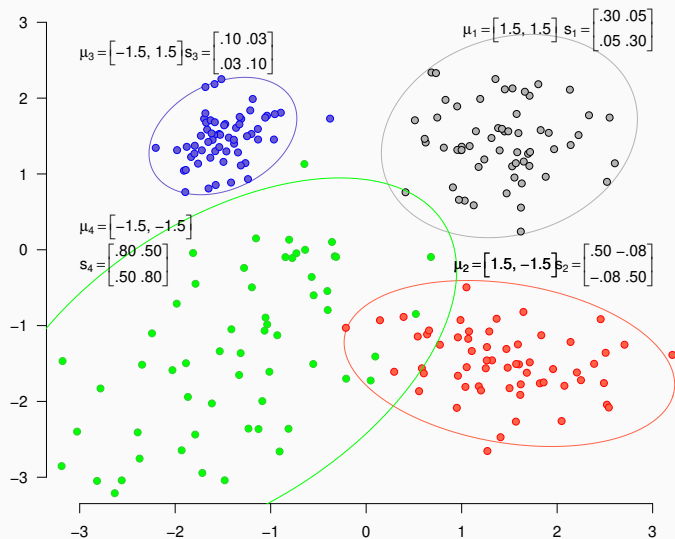 3
2
1
0
−1
−2
−3
−3 −2 −1 0 1 2 3
μ1 = [1.5, 1.5] s1 = [.30 .05
.05 .30]
μ3 = [−1.5, 1.5] s3 = [.10 .03
.03 .10]
μ4 = [−1.5, −1.5]
s4 = [.80 .50
.50 .80]
μ2 = [1.5, −1.5] s2 = [.50 -.08
−.08 .50]